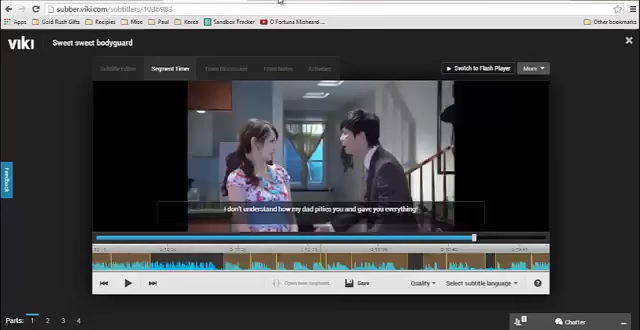 subber.viki.com/subtitlers/1036983
Apps Gold Rush Gifts Recipies Misc Paul Korea Sandbox Tracker O Fortuna Misheard ... Other bookmarks
viki Sweet sweet bodyguard
Subtitle Editor Segment Timer Team Discussion Team Notes Activities Switch to Flash Player More
Feedback
I don't understand how my dad pities you and gave you everything!
Open new segment Save Quality Select subtitle language ?
Parts: 1 2 3 4 Chatter